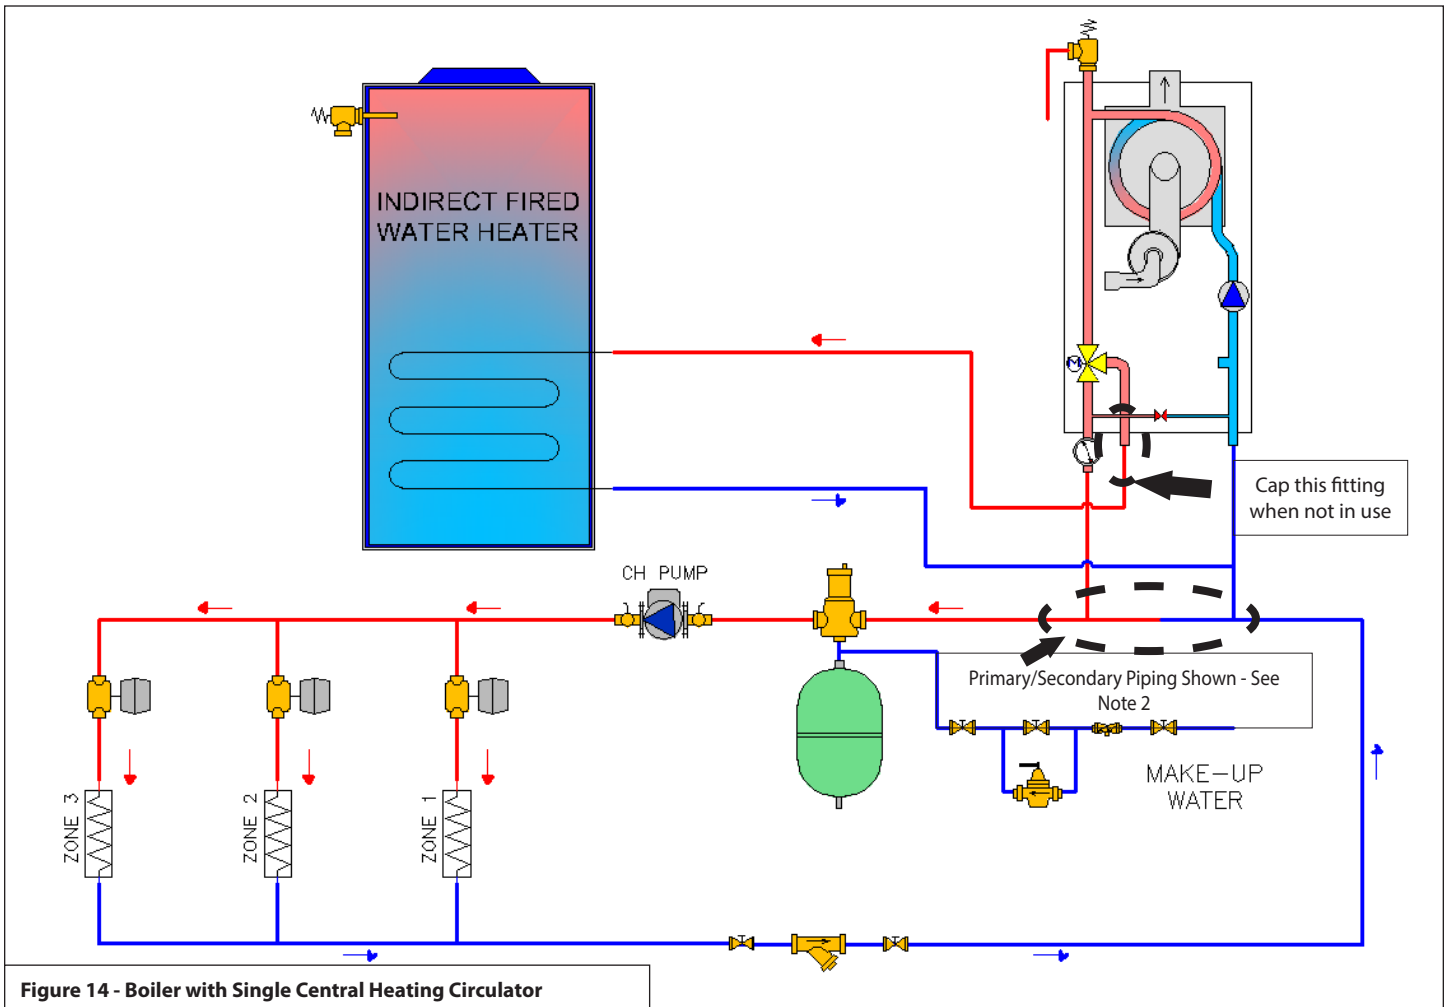 INDIRECT FIRED
WATER HEATER
M
Cap this fitting
when not in use
CH PUMP
Primary/Secondary Piping Shown - See
Note 2
MAKE-UP
WATER
ZONE 3
ZONE 2
ZONE 1
Figure 14 - Boiler with Single Central Heating Circulator